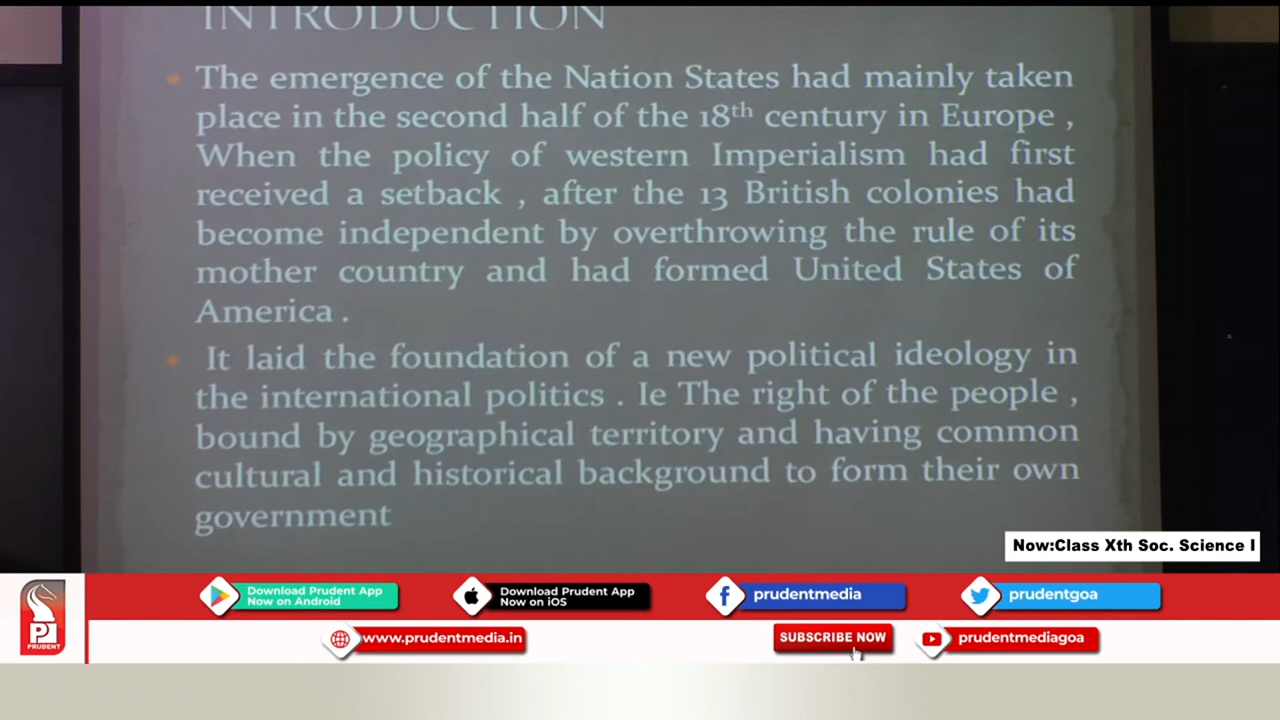 INTRODUCTION
The emergence of the Nation States had mainly taken
place in the second half of the 18th century in Europe ,
When the policy of western Imperialism had first
received a setback , after the 13 British colonies had
become independent by overthrowing the rule of its
mother country and had formed United States of
America .
It laid the foundation of a new political ideology in
the international politics . Ie The right of the people ,
bound by geographical territory and having common
cultural and historical background to form their own
government
Now:Class Xth Soc. Science I
Download Prudent App
Now on Android
Download Prudent App
Now on iOS
prudentmedia
prudentgoa
PRUDENT
www.prudentmedia.in
SUBSCRIBE NOW
prudentmediagoa